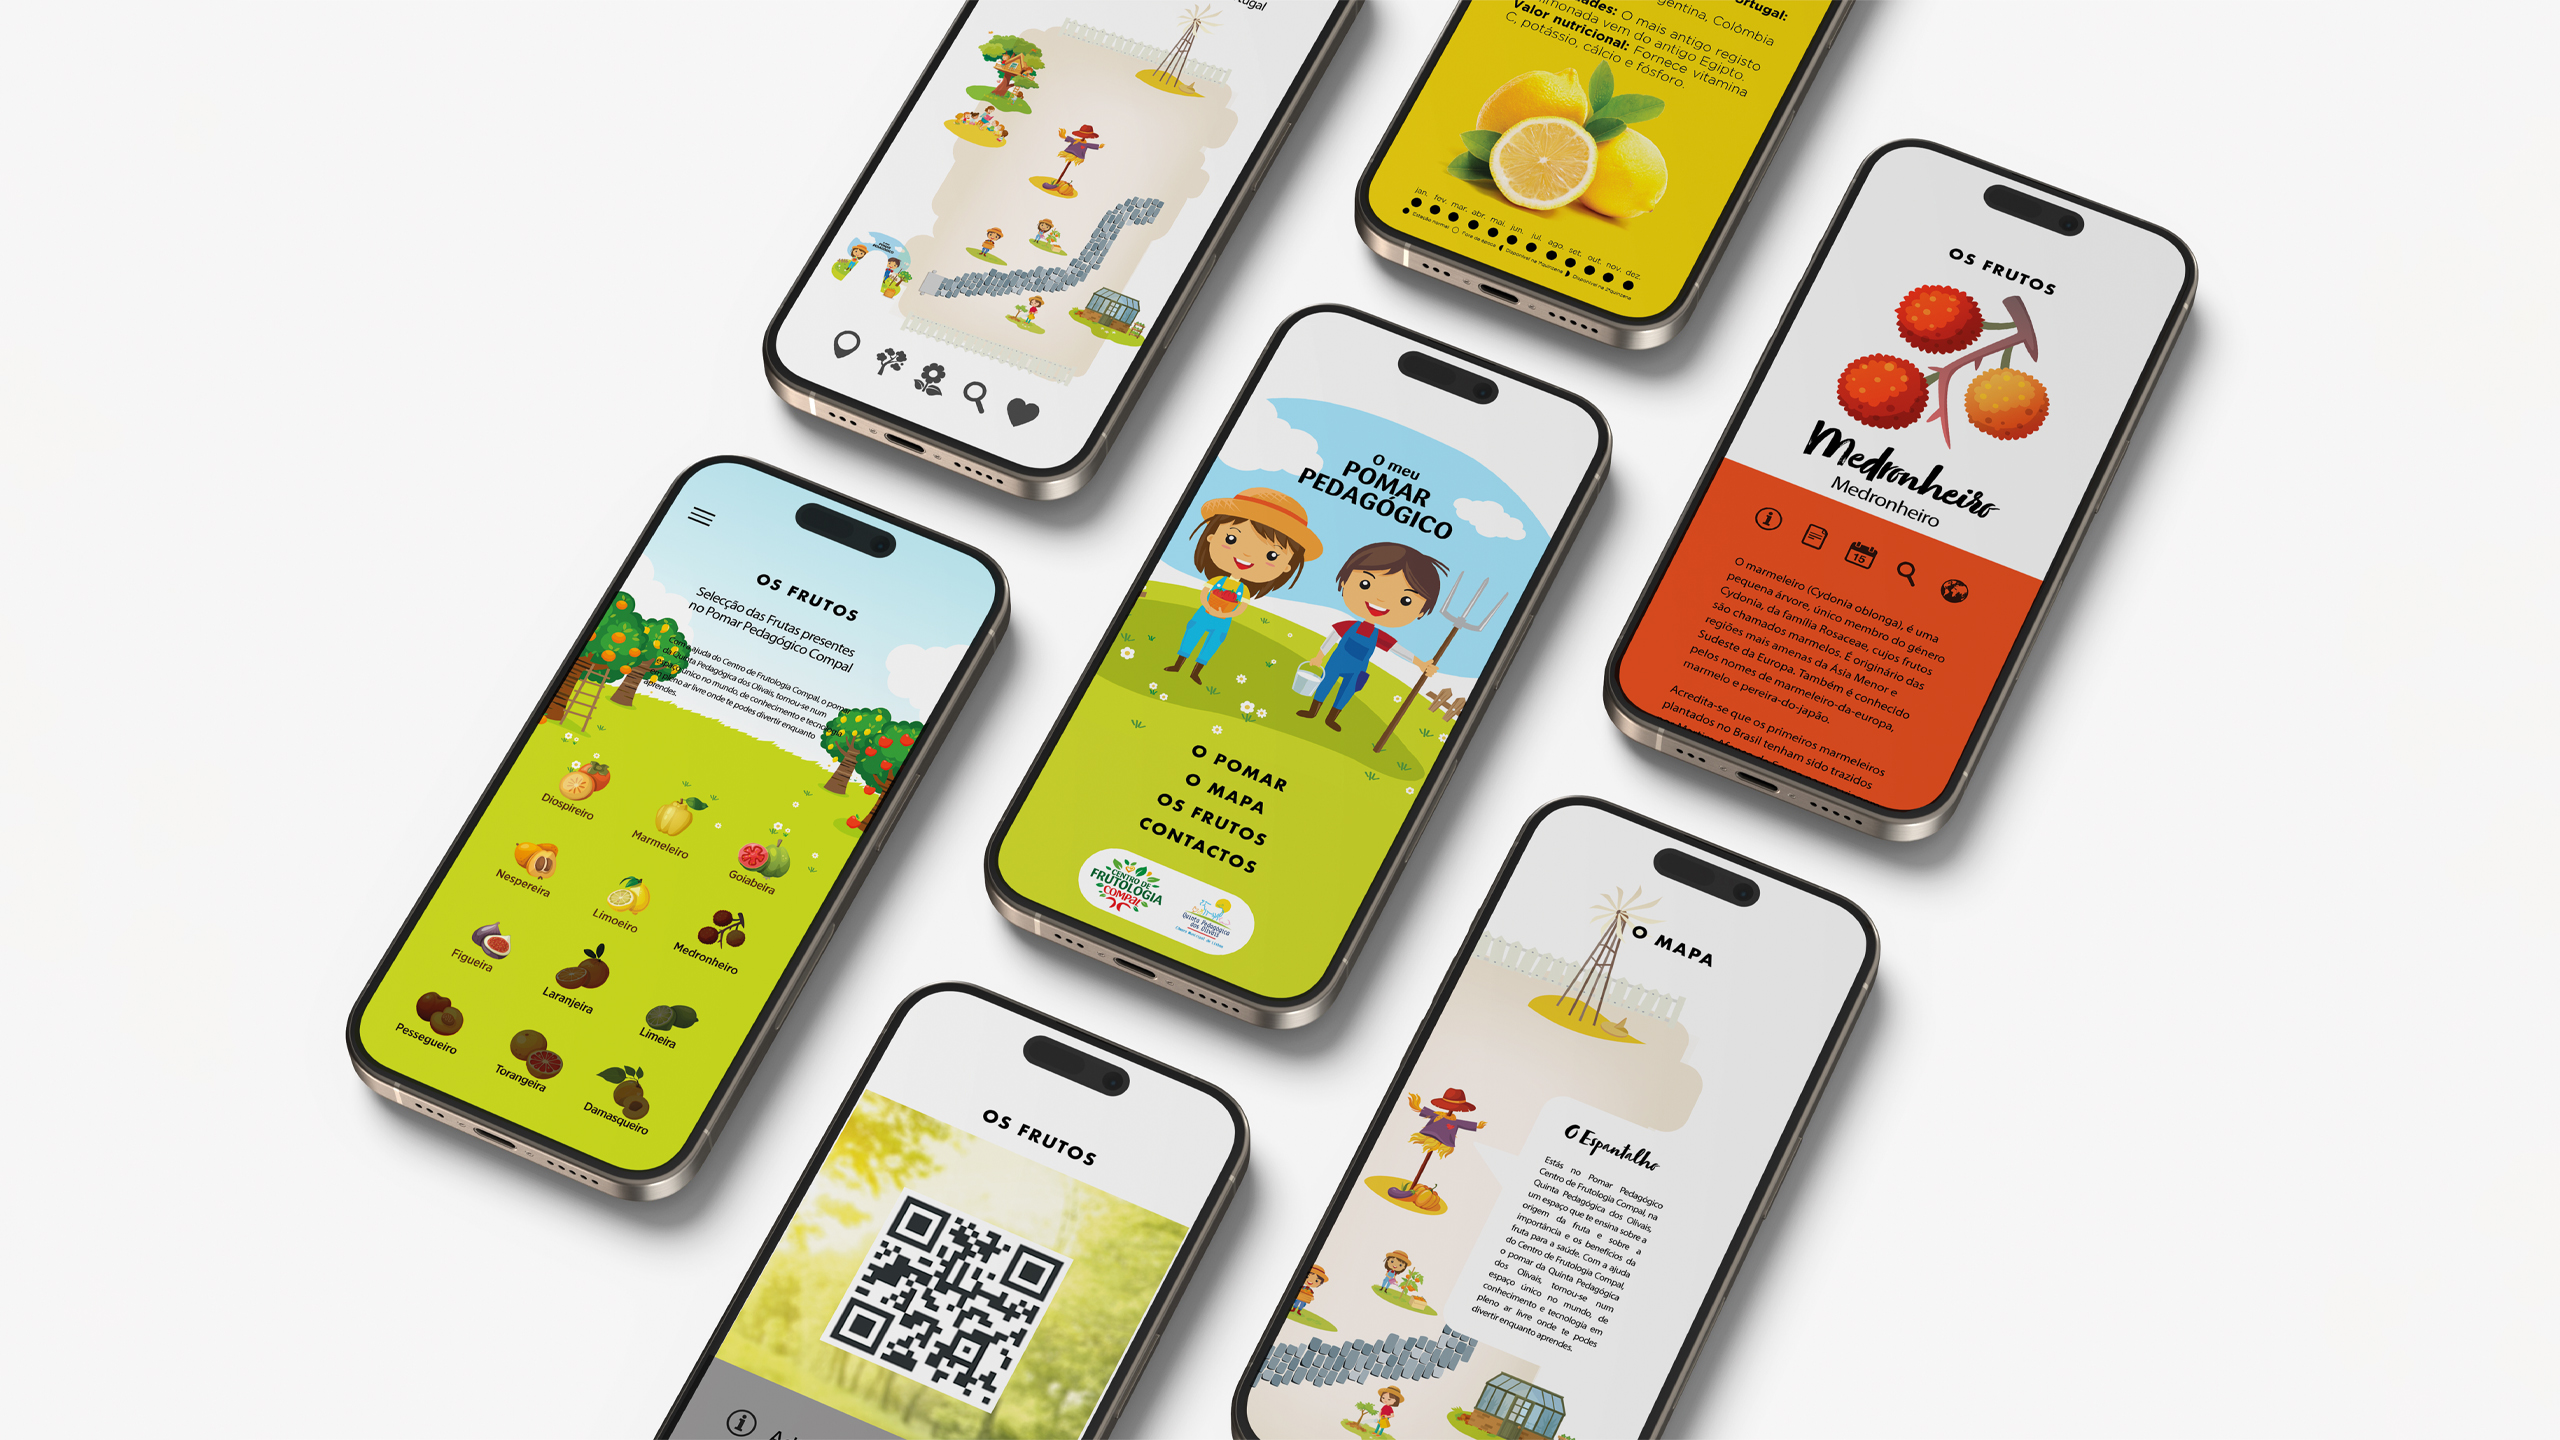 tugal
ortugal:
dades: O mais antigo registo
limonada vem do antigo Egipto.
Valor nutricional: Fornece vitamina
C, potássio, cálcio e fósforo.
gentina, Colômbia
jan. fev. mar. abr. mai. jun. jul. ago. set. out. nov. dez.
OS FRUTOS
Medronheiro
Medronheiro
15
O marmeleiro (Cydonia oblonga), é uma
pequena árvore, único membro do género
Cydonia, da família Rosaceae, cujos frutos
são chamados marmelos. É originário das
regiões mais amenas da Ásia Menor e
Sudeste da Europa. Também é conhecido
pelos nomes de marmeleiro-da-europa,
marmelo e pereira-do-japão.
Acredita-se que os primeiros marmeleiros
plantados no Brasil tenham sido trazidos
O meu
POMAR
PEDAGÓGICO
O POMAR
O MAPA
OS FRUTOS
CONTACTOS
CENTRO DE
FRUTOLOGIA
COMPAL
Quinta Pedagógica
dos Olivais
Câmara Municipal de Lisboa
OS FRUTOS
Selecção das Frutas presentes
no Pomar Pedagógico Compal
Com a ajuda do Centro de Frutologia Compal, o pomar
da Quinta Pedagógica dos Olivais, tornou-se num
espaço único no mundo, de conhecimento e tecnologia
em pleno ar livre onde te podes divertir enquanto
aprendes.
Diospireiro
Marmeleiro
Goiabeira
Nespereira
Limoeiro
Medronheiro
Figueira
Laranjeira
Limeira
Pessegueiro
Torangeira
Damasqueiro
OS FRUTOS
O MAPA
O Espantalho
Estás no Pomar Pedagógico
Centro de Frutologia Compal, na
Quinta Pedagógica dos Olivais,
um espaço que te ensina sobre a
origem da fruta e sobre a
importância e os benefícios da
fruta para a saúde. Com a ajuda
do Centro de Frutologia Compal,
o pomar da Quinta Pedagógica
dos Olivais, tornou-se num
espaço único no mundo, de
conhecimento e tecnologia em
pleno ar livre onde te podes
divertir enquanto aprendes.